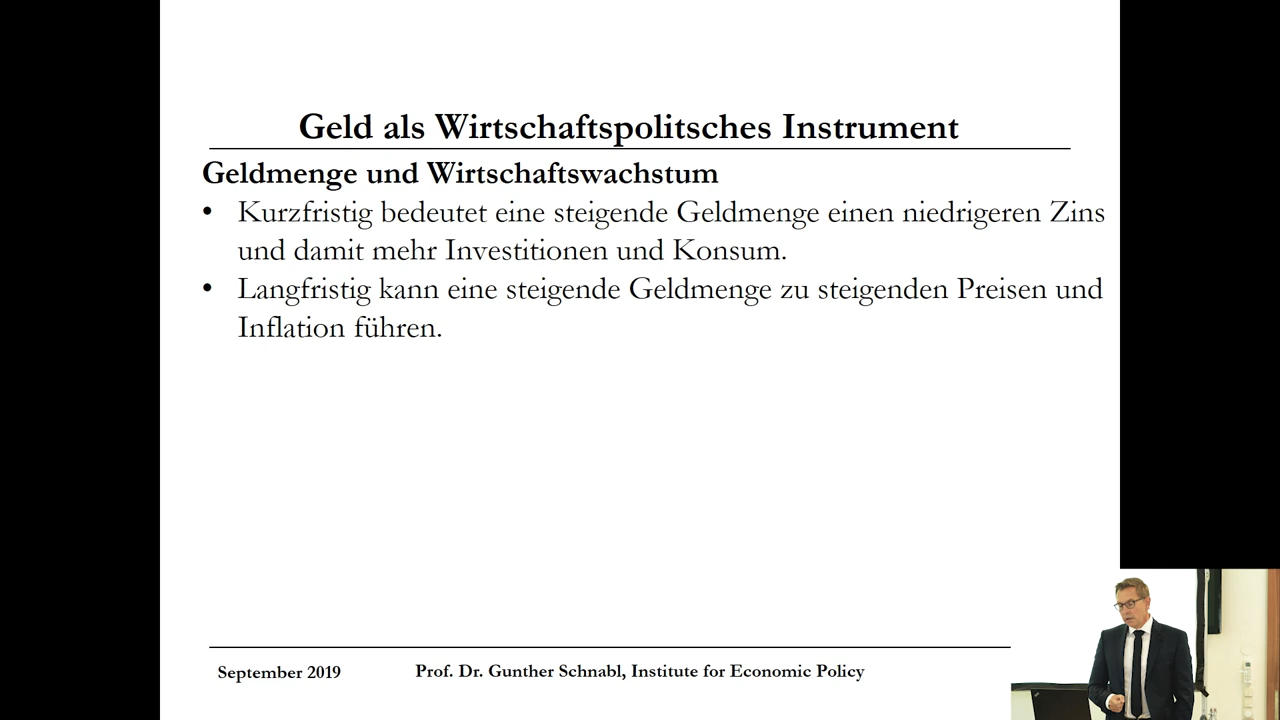 Geld als Wirtschaftspolitsches Instrument
Geldmenge und Wirtschaftswachstum
• Kurzfristig bedeutet eine steigende Geldmenge einen niedrigeren Zins
und damit mehr Investitionen und Konsum.
• Langfristig kann eine steigende Geldmenge zu steigenden Preisen und
Inflation führen.
September 2019
Prof. Dr. Gunther Schnabl, Institute for Economic Policy